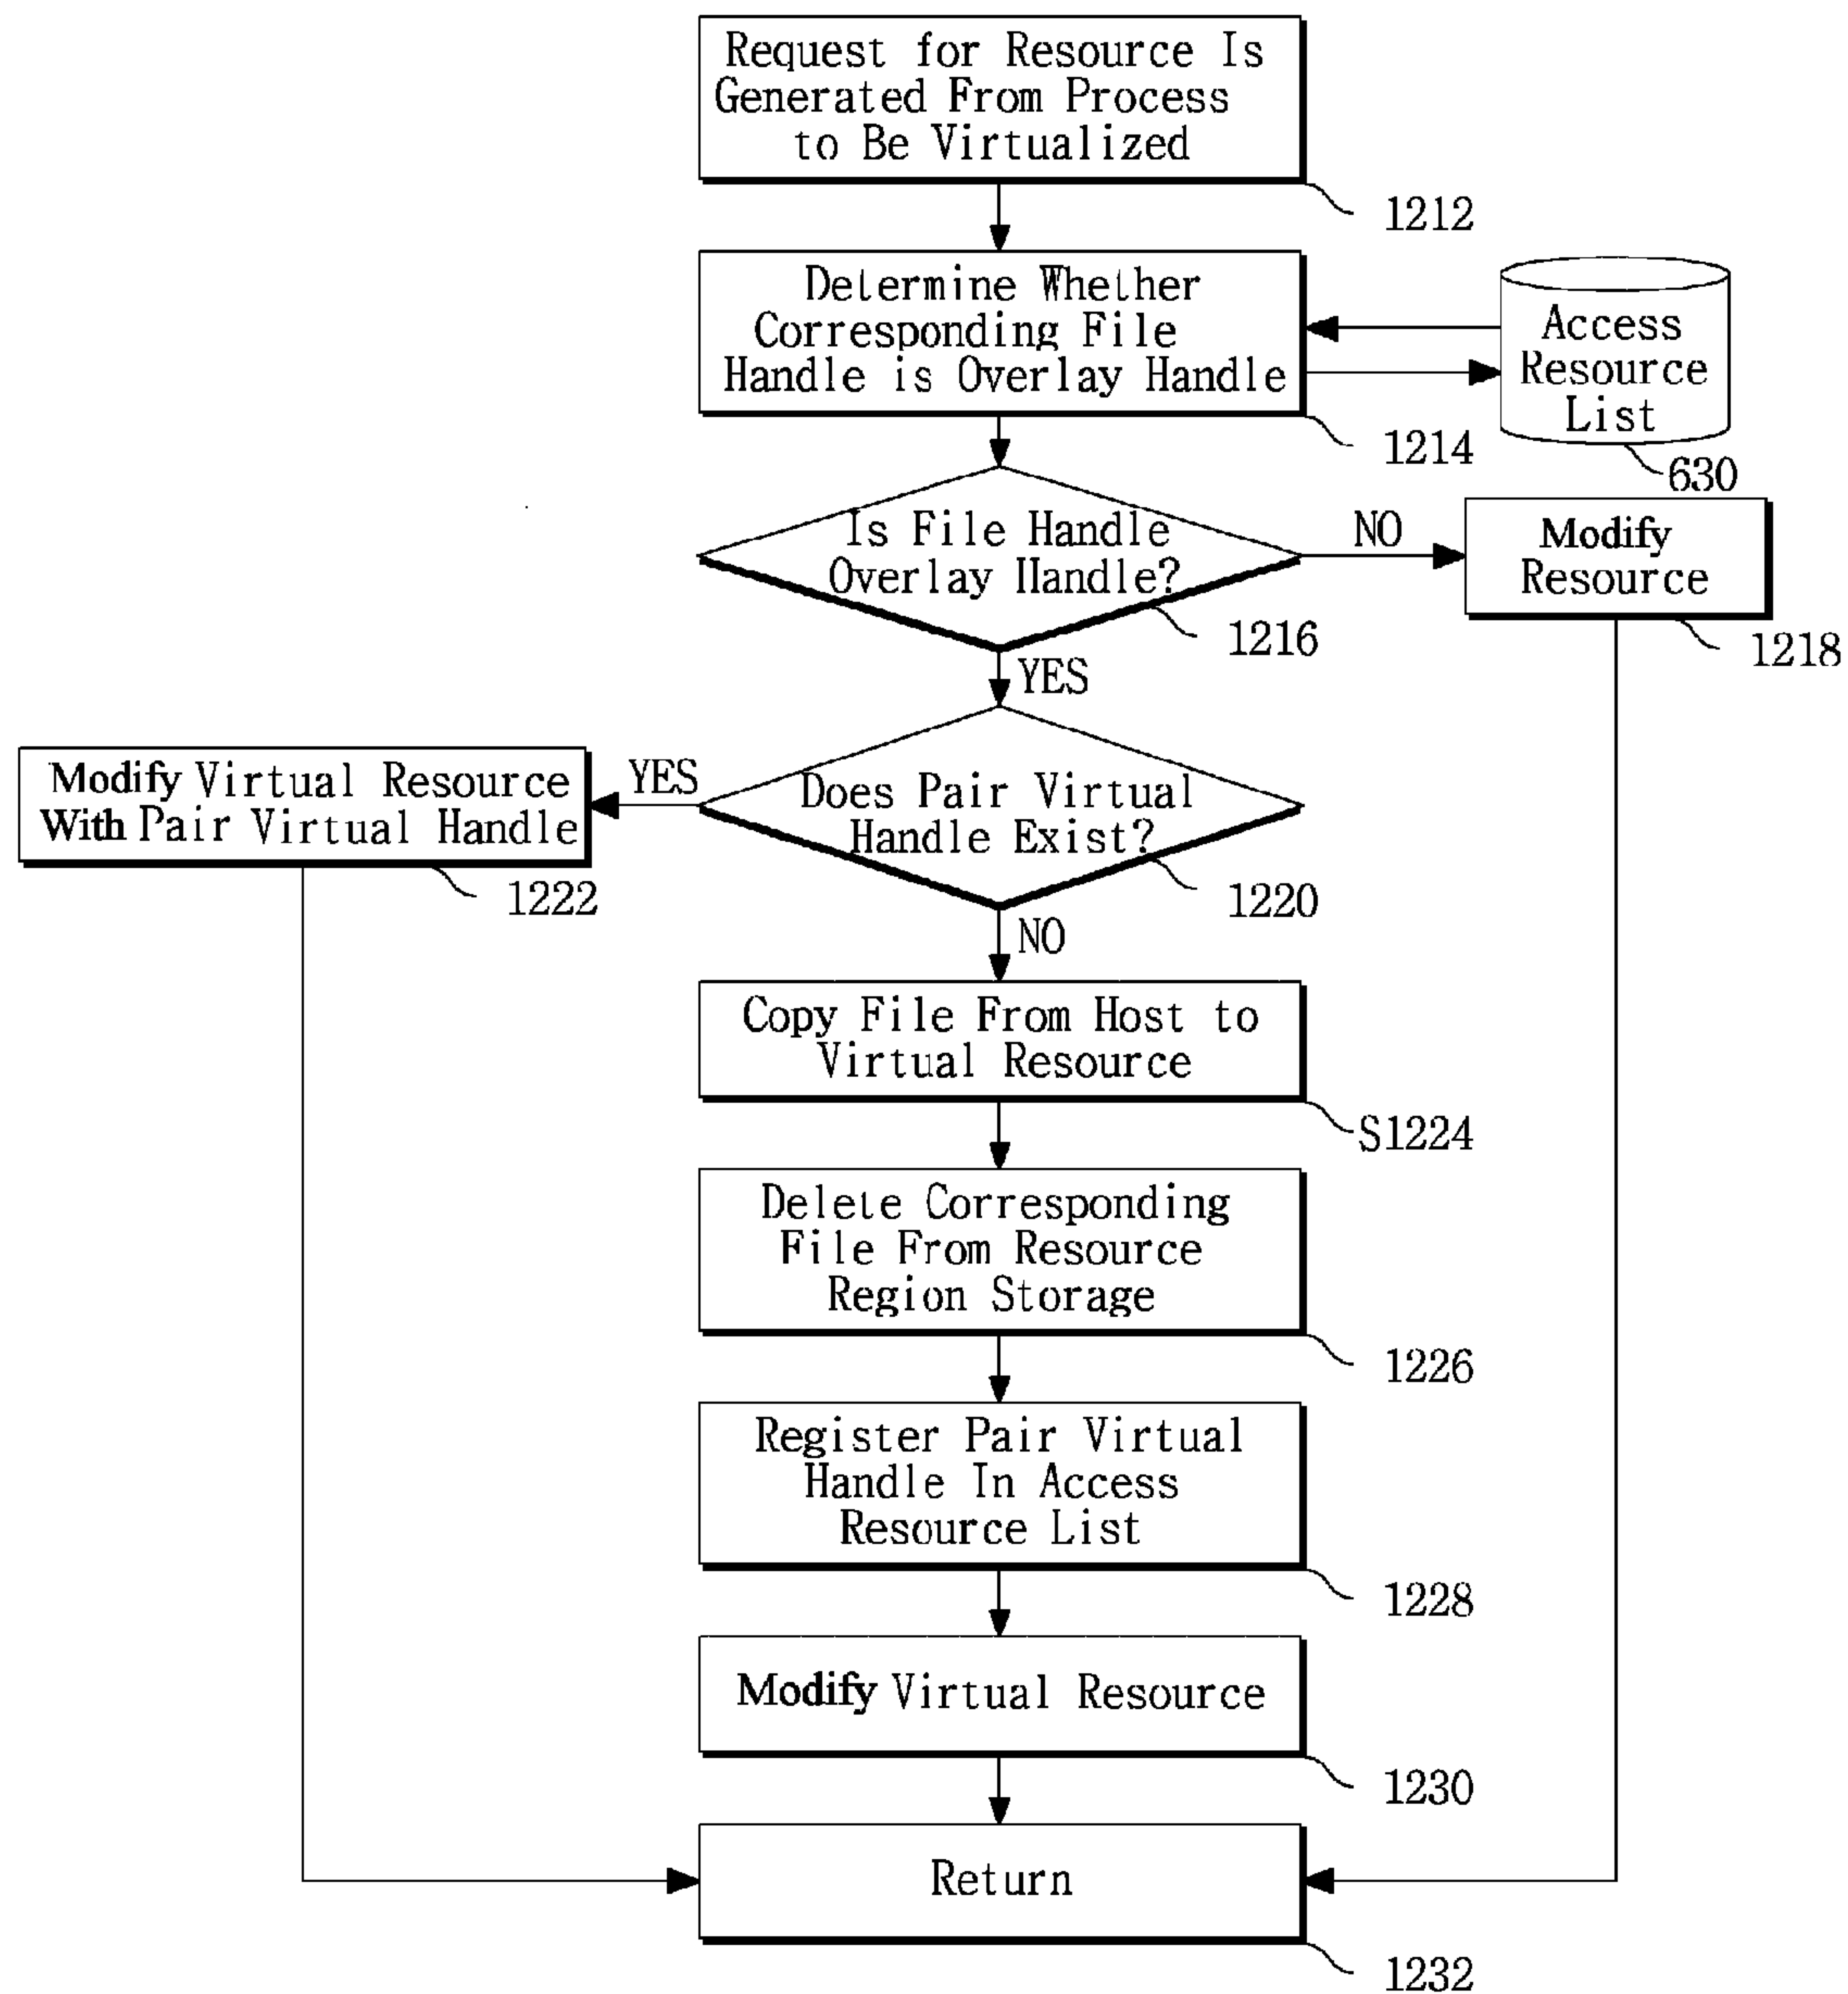 Request for Resource Is
Generated From Process
to Be Virtualized
1212
Determine Whether
Corresponding File
Handle is Overlay Handle
1214
Access
Resource
List
630
Is File Handle
Overlay Handle?
1216
NO
Modify
Resource
1218
YES
Does Pair Virtual
Handle Exist?
1220
YES
Modify Virtual Resource
With Pair Virtual Handle
1222
NO
Copy File From Host to
Virtual Resource
S1224
Delete Corresponding
File From Resource
Region Storage
1226
Register Pair Virtual
Handle In Access
Resource List
1228
Modify Virtual Resource
1230
Return
1232